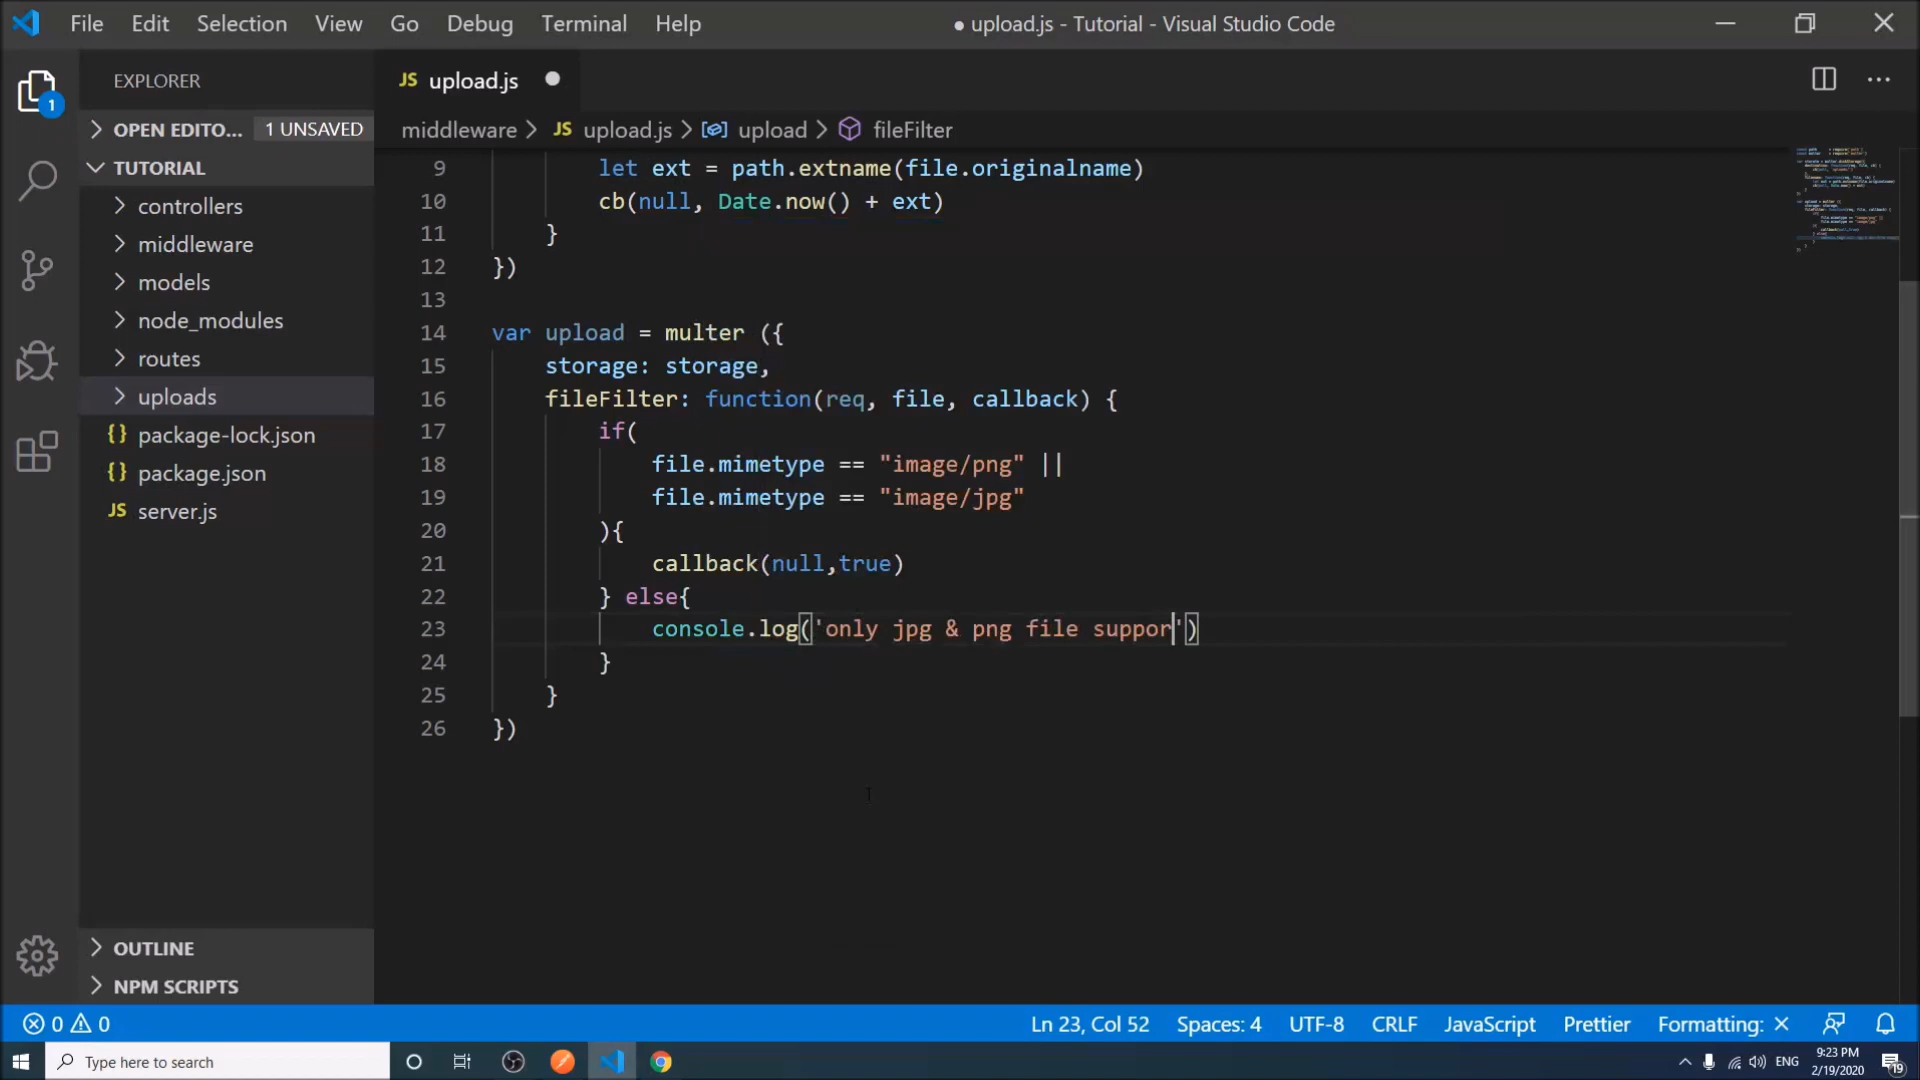 File Edit Selection View Go Debug Terminal Help
● upload.js - Tutorial - Visual Studio Code
1
EXPLORER
OPEN EDITO... 1 UNSAVED
TUTORIAL
controllers
middleware
models
node_modules
routes
uploads
{} package-lock.json
{} package.json
JS server.js
OUTLINE
NPM SCRIPTS
JS upload.js
middleware > JS upload.js > upload > fileFilter
9 let ext = path.extname(file.originalname)
10 cb(null, Date.now() + ext)
11 }
12 })
13
14 var upload = multer ({
15 storage: storage,
16 fileFilter: function(req, file, callback) {
17 if(
18 file.mimetype == "image/png" ||
19 file.mimetype == "image/jpg"
20 ){
21 callback(null,true)
22 } else{
23 console.log('only jpg & png file suppor')
24 }
25 }
26 })
0 0 Ln 23, Col 52 Spaces: 4 UTF-8 CRLF JavaScript Prettier Formatting: ✕
Type here to search
ENG
9:23 PM
2/19/2020
19